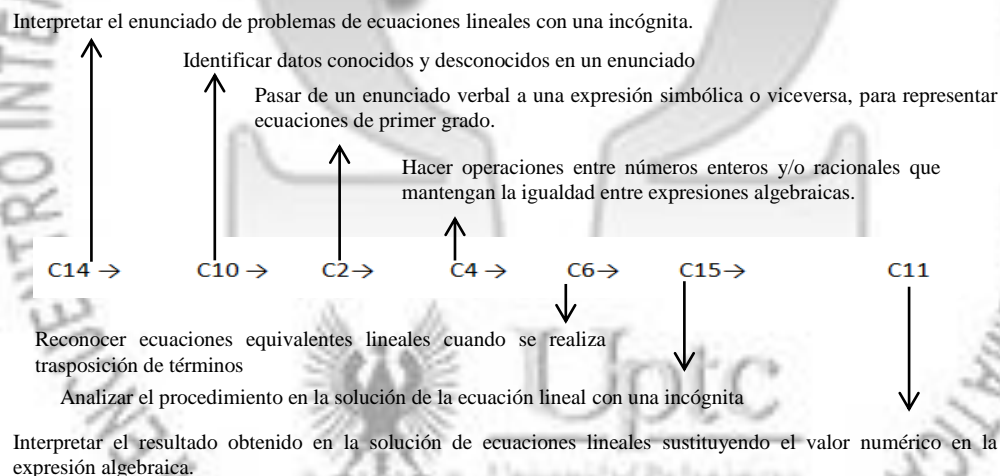 Interpretar el enunciado de problemas de ecuaciones lineales con una incógnita.
Identificar datos conocidos y desconocidos en un enunciado
Pasar de un enunciado verbal a una expresión simbólica o viceversa, para representar
ecuaciones de primer grado.
Hacer operaciones entre números enteros y/o racionales que
mantengan la igualdad entre expresiones algebraicas.
C14 → C10 → C2→ C4 → C6→ C15→ C11
Reconocer ecuaciones equivalentes lineales cuando se realiza
trasposición de términos
Uptc
Analizar el procedimiento en la solución de la ecuación lineal con una incógnita
Interpretar el resultado obtenido en la solución de ecuaciones lineales sustituyendo el valor numérico en la
expresión algebraica.